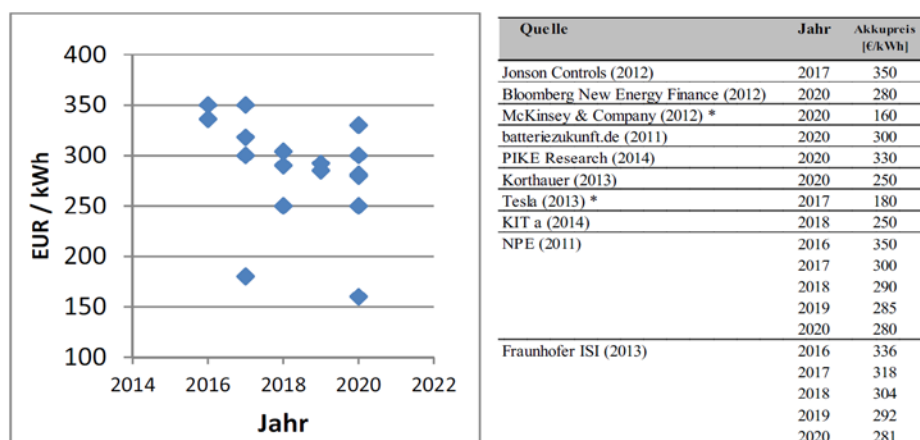 400
350
300
250
200
150
100
EUR / kWh
2014 2016 2018 2020 2022
Jahr
Quelle Jahr Akkupreis
[€/kWh]
Jonson Controls (2012) 2017 350
Bloomberg New Energy Finance (2012) 2020 280
McKinsey & Company (2012) * 2020 160
batteriezukunft.de (2011) 2020 300
PIKE Research (2014) 2020 330
Korthauer (2013) 2020 250
Tesla (2013) * 2017 180
KIT a (2014) 2018 250
NPE (2011) 2016 350
2017 300
2018 290
2019 285
2020 280
Fraunhofer ISI (2013) 2016 336
2017 318
2018 304
2019 292
2020 281